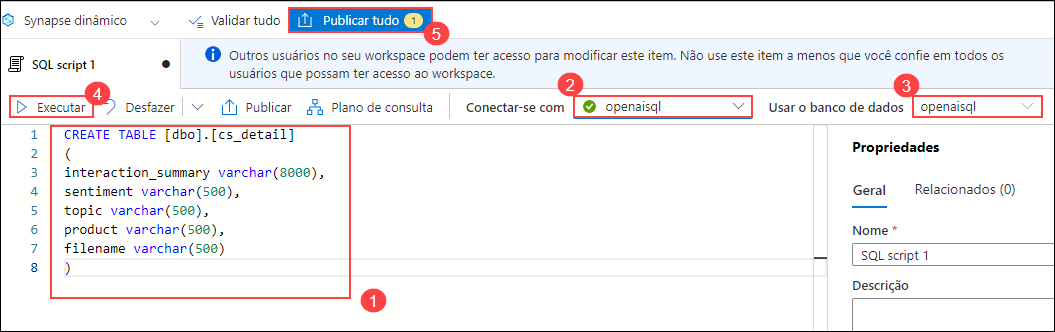 Synapse dinâmico
Validar tudo
Publicar tudo 1
5
SQL script 1
Outros usuários no seu workspace podem ter acesso para modificar este item. Não use este item a menos que você confie em todos os
usuários que possam ter acesso ao workspace.
4
2
3
Executar
Desfazer
Publicar
Plano de consulta
Conectar-se com
openaisql
Usar o banco de dados
openaisql
1 CREATE TABLE [dbo].[cs_detail]
2 (
3 interaction_summary varchar(8000),
4 sentiment varchar(500),
5 topic varchar(500),
6 product varchar(500),
7 filename varchar(500)
8 )
1
Propriedades
Geral
Relacionados (0)
Nome *
SQL script 1
Descrição